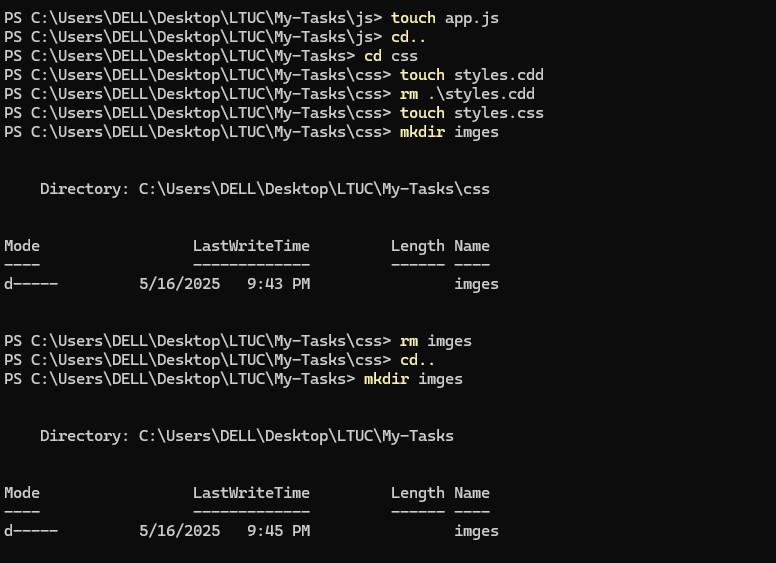 PS C:\Users\DELL\Desktop\LTUC\My-Tasks\js> touch app.js
PS C:\Users\DELL\Desktop\LTUC\My-Tasks\js> cd..
PS C:\Users\DELL\Desktop\LTUC\My-Tasks> cd css
PS C:\Users\DELL\Desktop\LTUC\My-Tasks\css> touch styles.cdd
PS C:\Users\DELL\Desktop\LTUC\My-Tasks\css> rm .\styles.cdd
PS C:\Users\DELL\Desktop\LTUC\My-Tasks\css> touch styles.css
PS C:\Users\DELL\Desktop\LTUC\My-Tasks\css> mkdir imges
Directory: C:\Users\DELL\Desktop\LTUC\My-Tasks\css
Mode LastWriteTime Length Name
---- ------------- ------ ----
d----- 5/16/2025 9:43 PM imges
PS C:\Users\DELL\Desktop\LTUC\My-Tasks\css> rm imges
PS C:\Users\DELL\Desktop\LTUC\My-Tasks\css> cd..
PS C:\Users\DELL\Desktop\LTUC\My-Tasks> mkdir imges
Directory: C:\Users\DELL\Desktop\LTUC\My-Tasks
Mode LastWriteTime Length Name
---- ------------- ------ ----
d----- 5/16/2025 9:45 PM imges